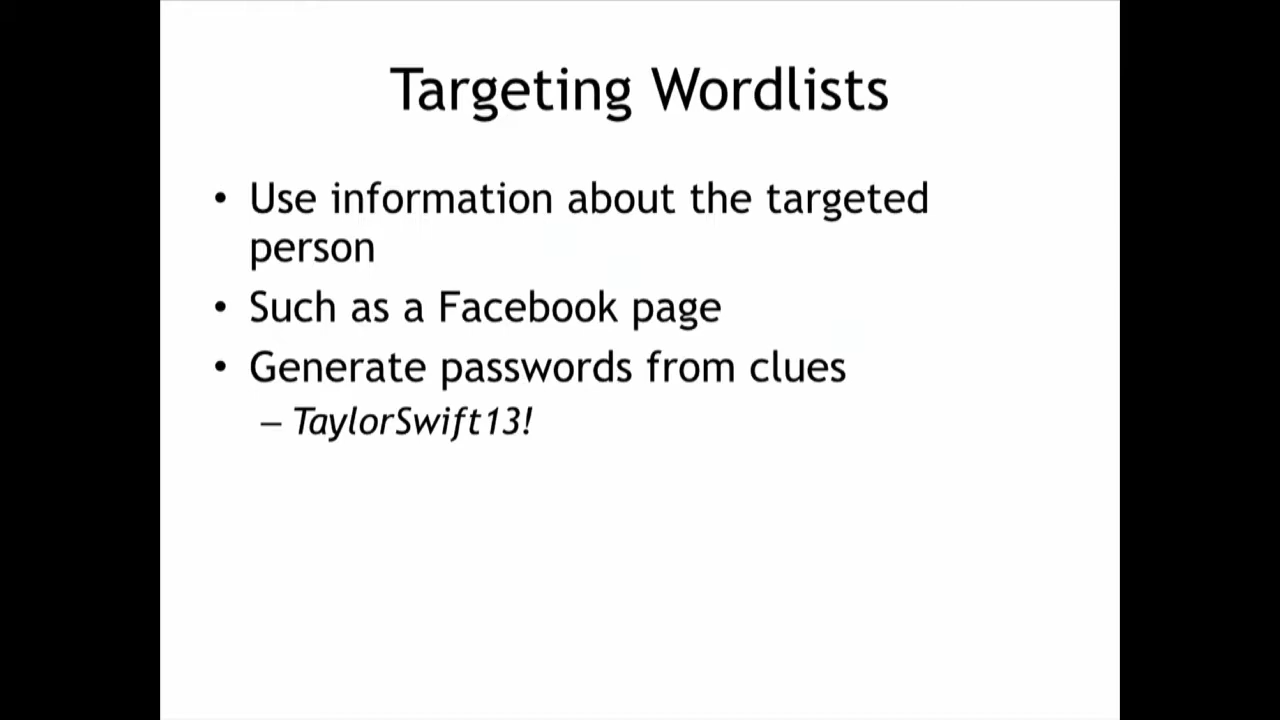 Targeting Wordlists
• Use information about the targeted
person
• Such as a Facebook page
• Generate passwords from clues
– TaylorSwift13!